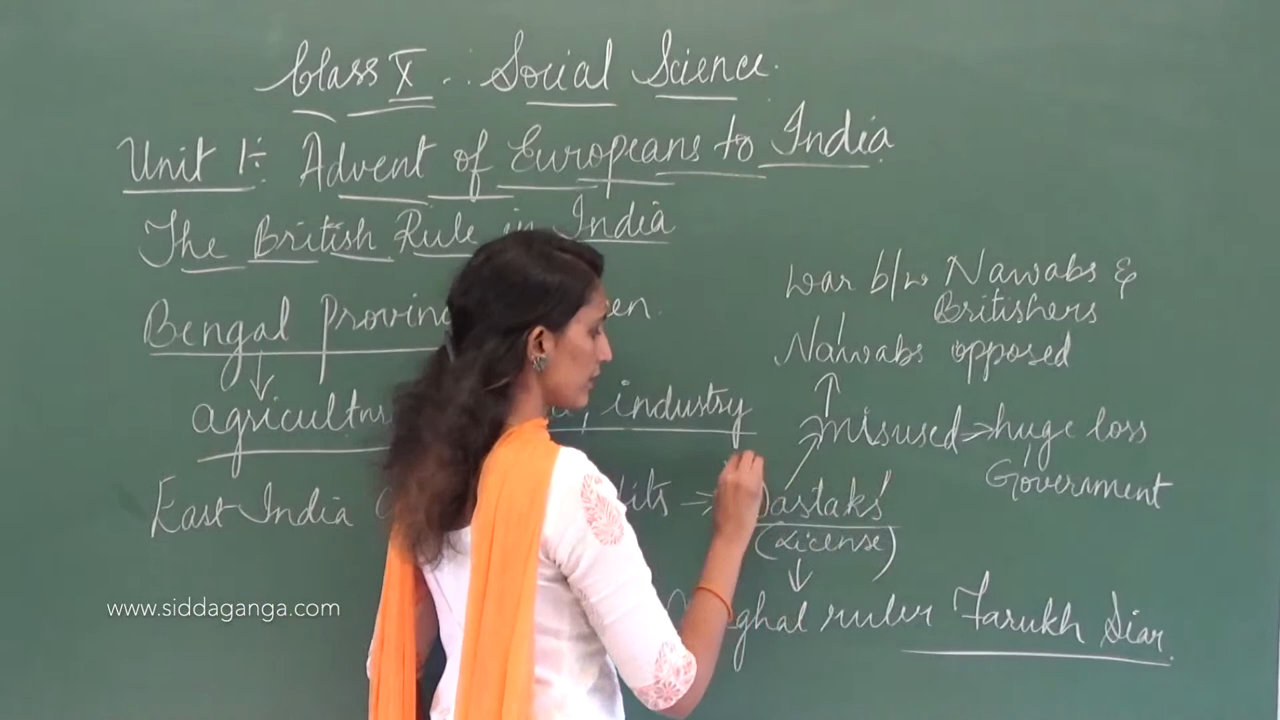 Class X : Social Science.
Unit 1: Advent of Europeans to India
The British Rule in India
war b/w Nawabs &
Britishers
Bengal
Nawabs opposed
industry
misused => huge loss
Government
East India
Dastaks'
(License)
www.siddaganga.com
ruler Farukh Siar